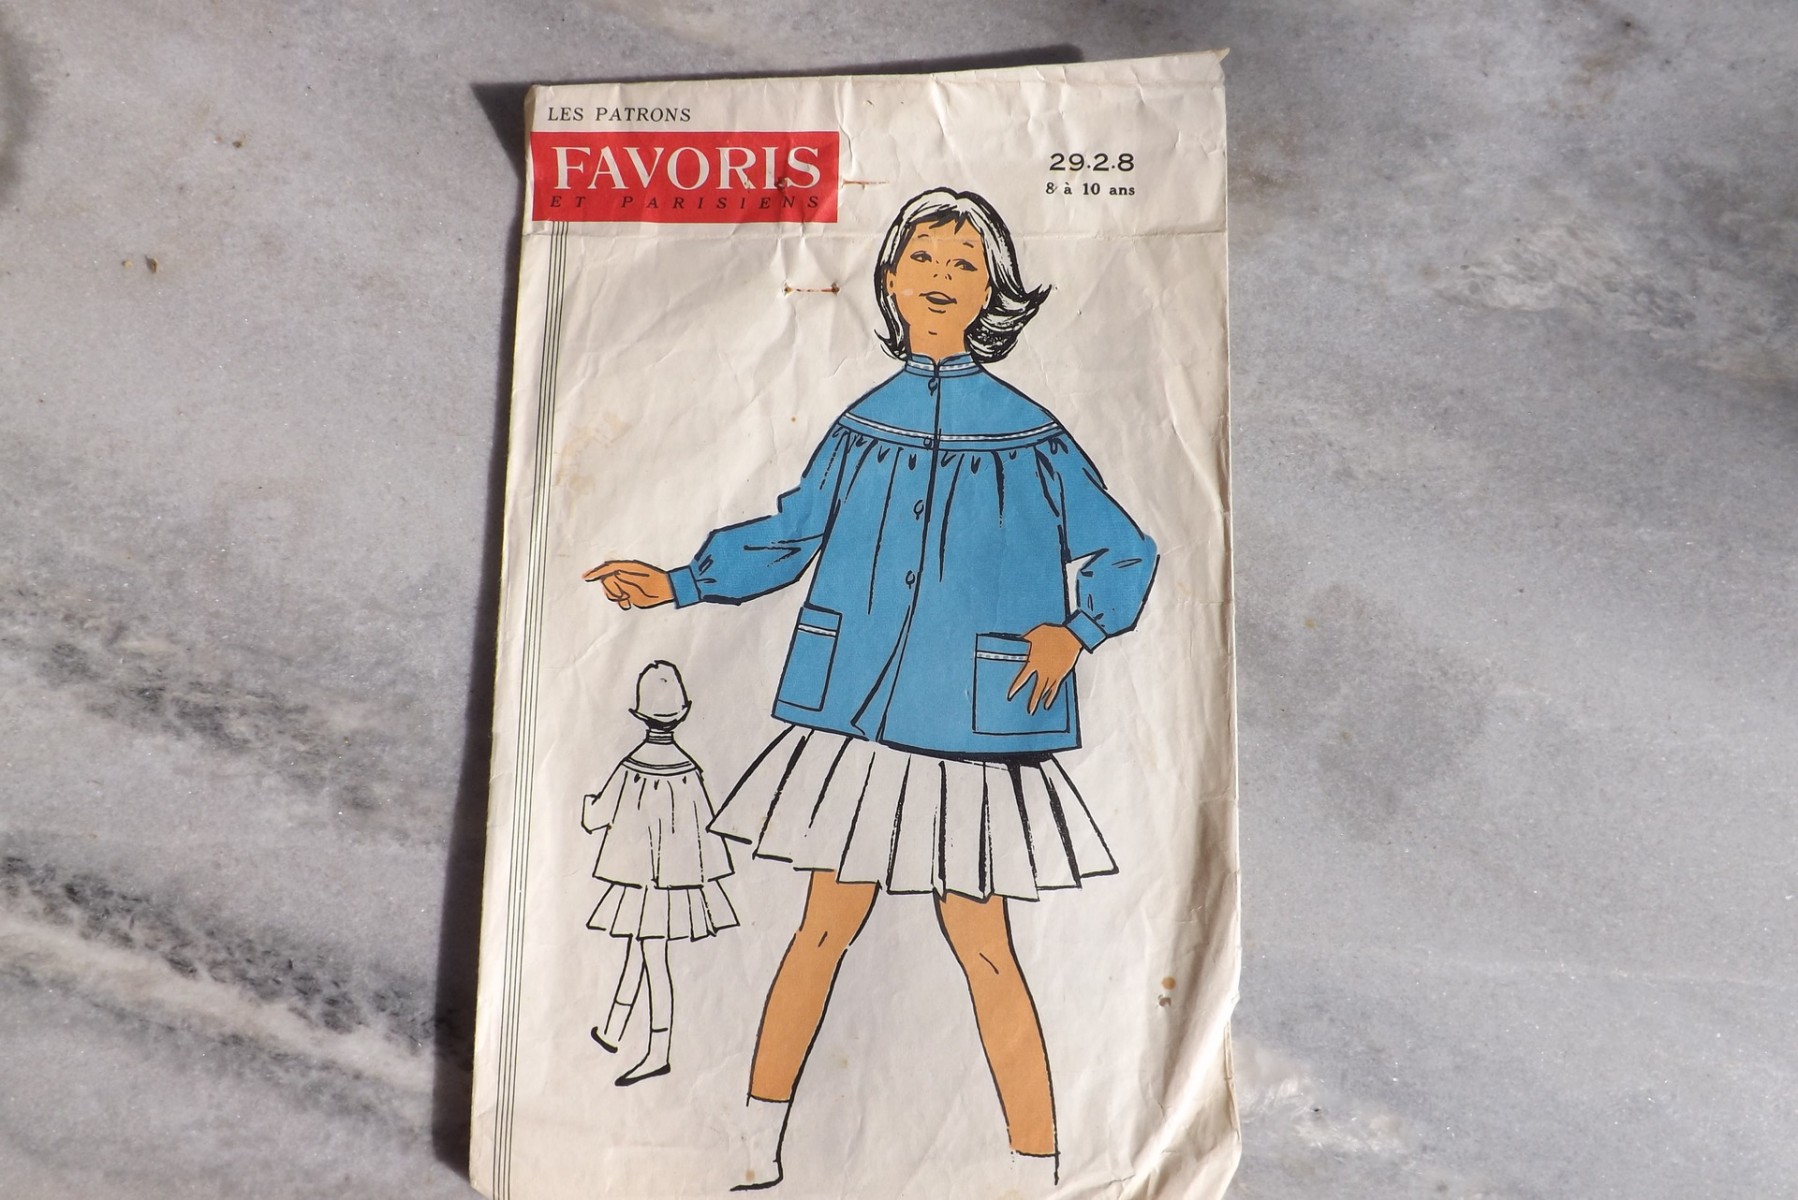 LES PATRONS
FAVORIS
ET PARISIENS
29.2.8
8 à 10 ans